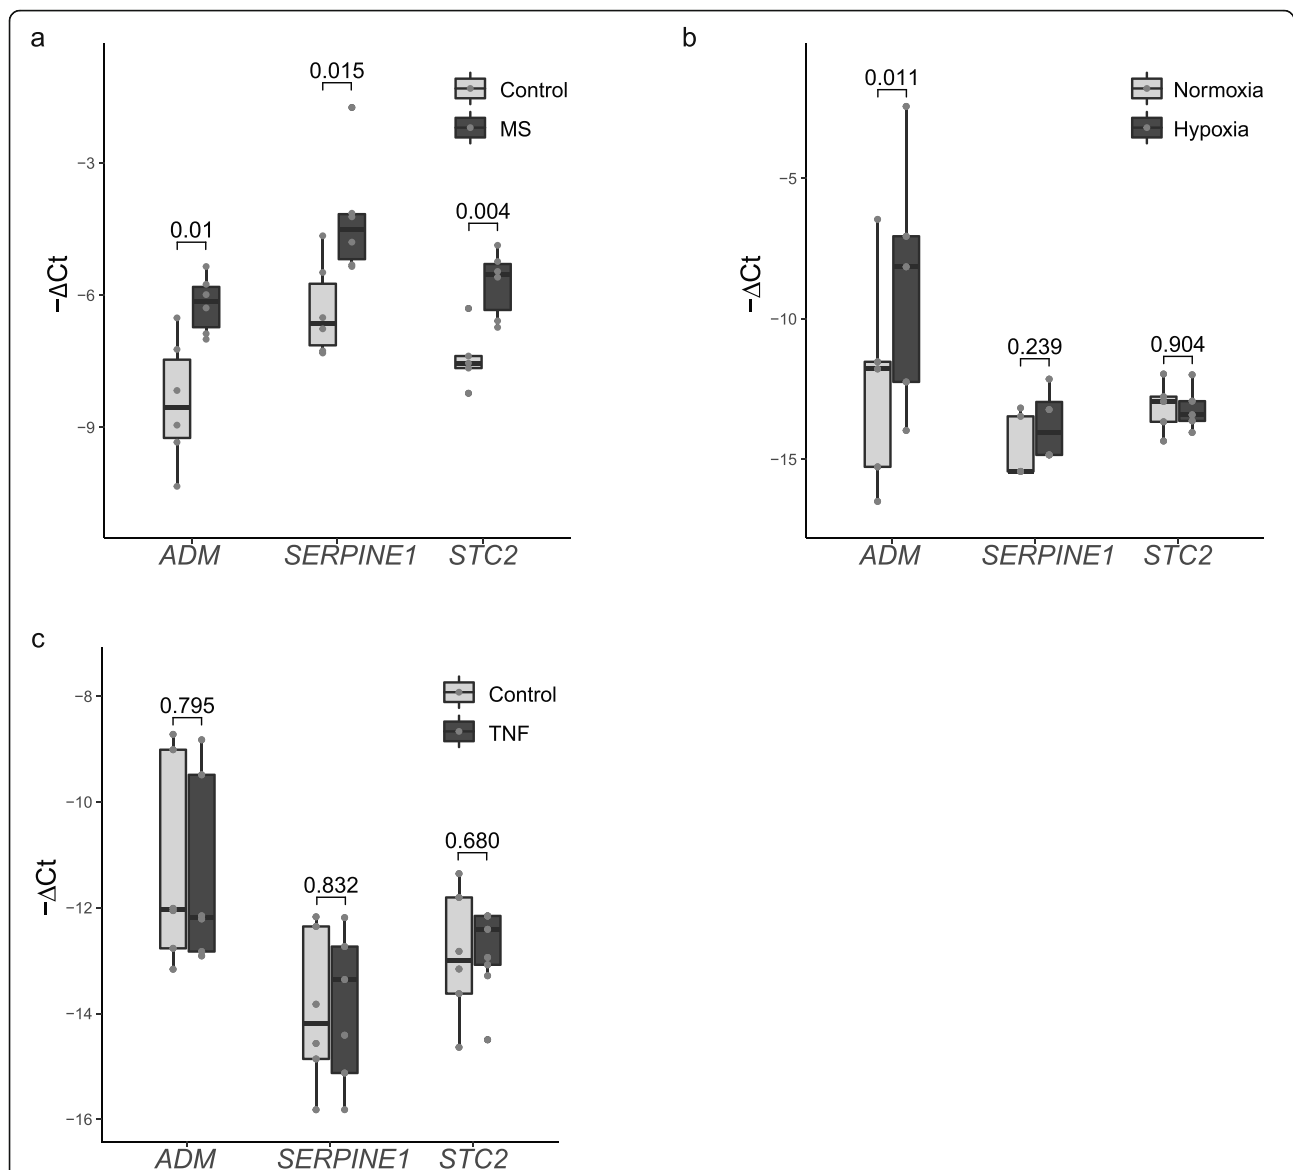 a
0.015
Control
MS
−3
0.01
0.004
−6
−ΔCt
−9
ADM SERPINE1 STC2
b
0.011
Normoxia
Hypoxia
−5
−ΔCt
−10
0.239
0.904
−15
ADM SERPINE1 STC2
c
−8
0.795
Control
TNF
−10
0.680
−ΔCt
0.832
−12
−14
−16
ADM SERPINE1 STC2